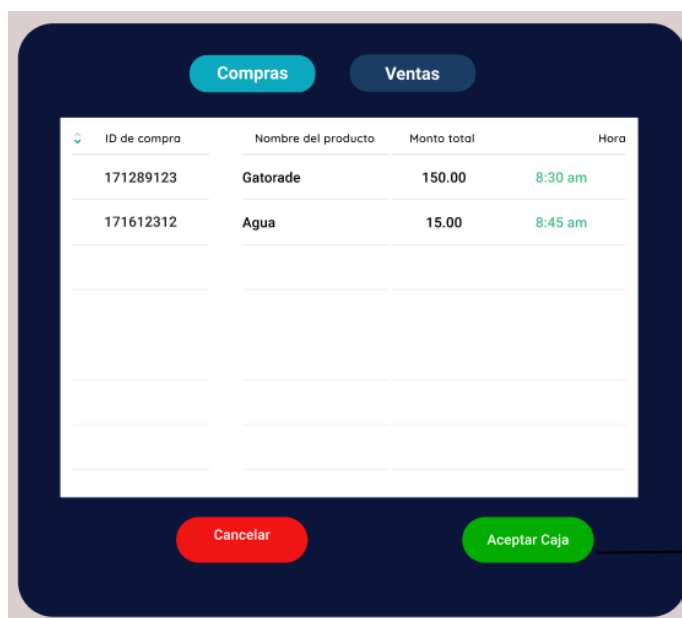 Compras Ventas
ID de compra Nombre del producto Monto total Hora
171289123 Gatorade 150.00 8:30 am
171612312 Agua 15.00 8:45 am
Cancelar Aceptar Caja